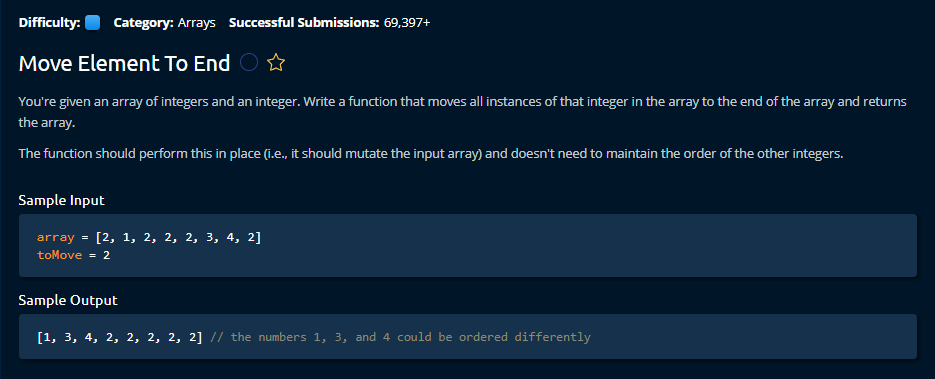 Difficulty: Category: Arrays Successful Submissions: 69,397+
Move Element To End
You're given an array of integers and an integer. Write a function that moves all instances of that integer in the array to the end of the array and returns
the array.
The function should perform this in place (i.e., it should mutate the input array) and doesn't need to maintain the order of the other integers.
Sample Input
array = [2, 1, 2, 2, 2, 3, 4, 2]
toMove = 2
Sample Output
[1, 3, 4, 2, 2, 2, 2, 2] // the numbers 1, 3, and 4 could be ordered differently